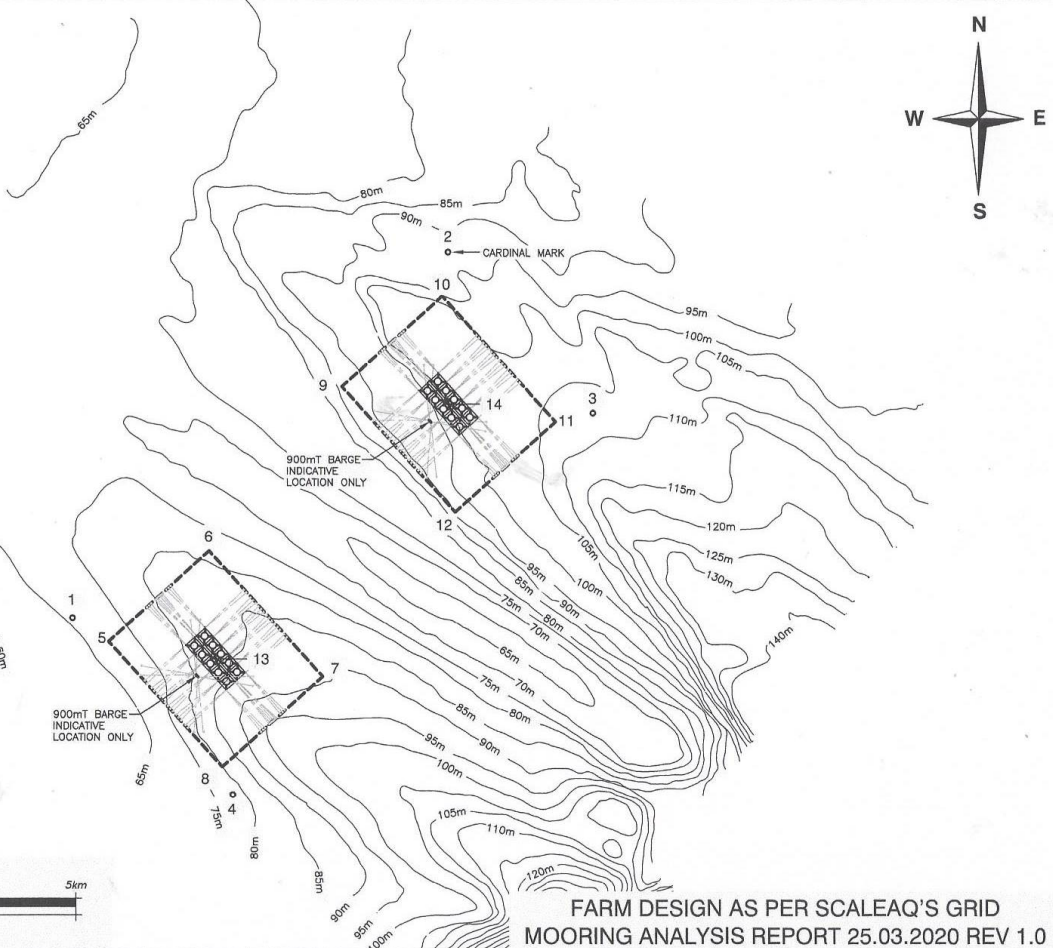 N
W
E
S
65m
80m
85m
90m
2
CARDINAL MARK
10
95m
100m
105m
9
14
3
11
110m
900mT BARGE
INDICATIVE
LOCATION ONLY
115m
12
120m
105m
125m
6
95m
130m
100m
85m
90m
75m
80m
1
70m
140m
5
65m
60m
13
7
70m
75m
80m
900mT BARGE
INDICATIVE
LOCATION ONLY
85m
95m
90m
100m
65m
8
75m
4
105m
80m
110m
120m
85m
5km
90m
95m
100m
FARM DESIGN AS PER SCALEAQ'S GRID
MOORING ANALYSIS REPORT 25.03.2020 REV 1.0